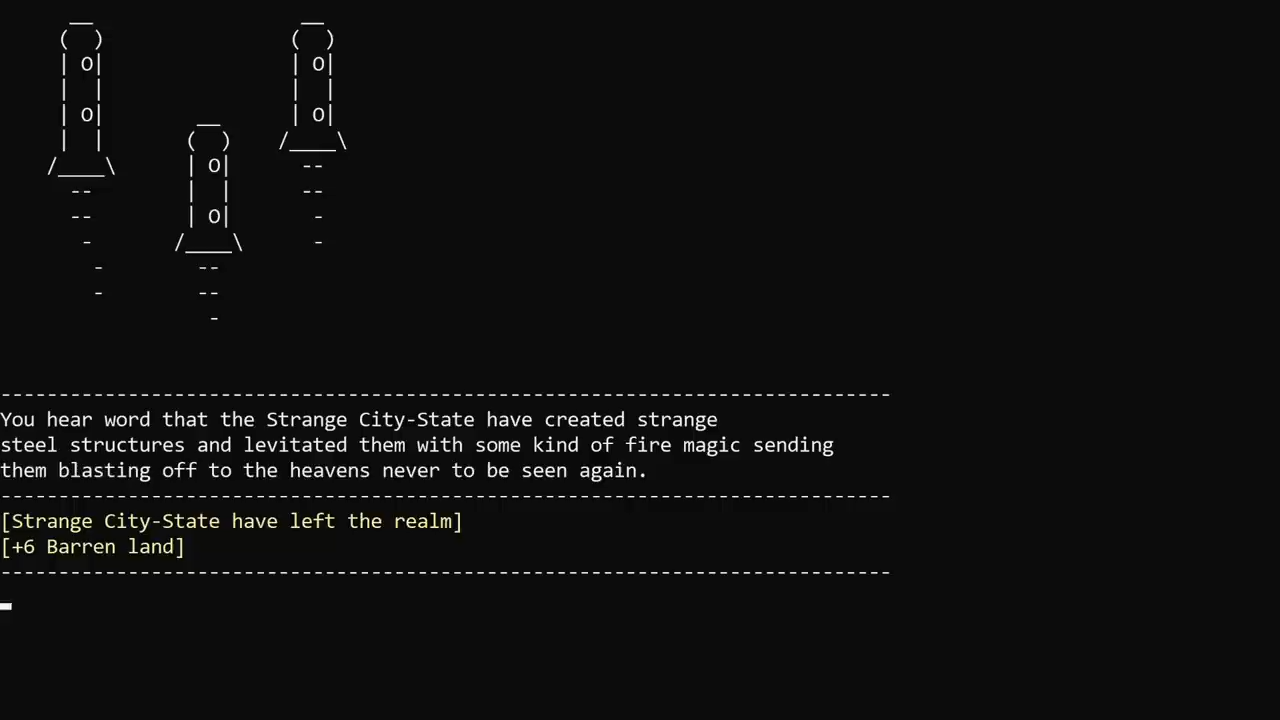 You hear word that the Strange City-State have created strange
steel structures and levitated them with some kind of fire magic sending
them blasting off to the heavens never to be seen again.
[Strange City-State have left the realm]
[+6 Barren land]